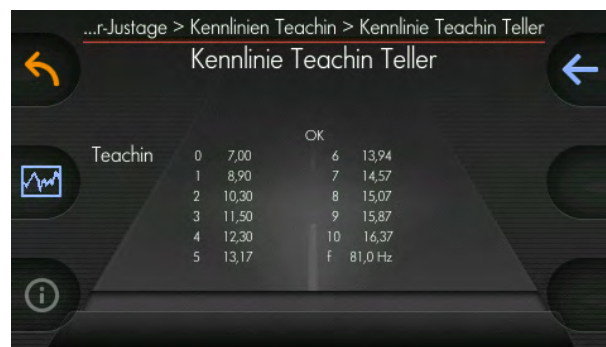 ...r-Justage > Kennlinien Teachin > Kennlinie Teachin Teller
Kennlinie Teachin Teller
OK
Teachin 0 7,00 6 13,94
1 8,90 7 14,57
2 10,30 8 15,07
3 11,50 9 15,87
4 12,30 10 16,37
5 13,17 f 81,0 Hz